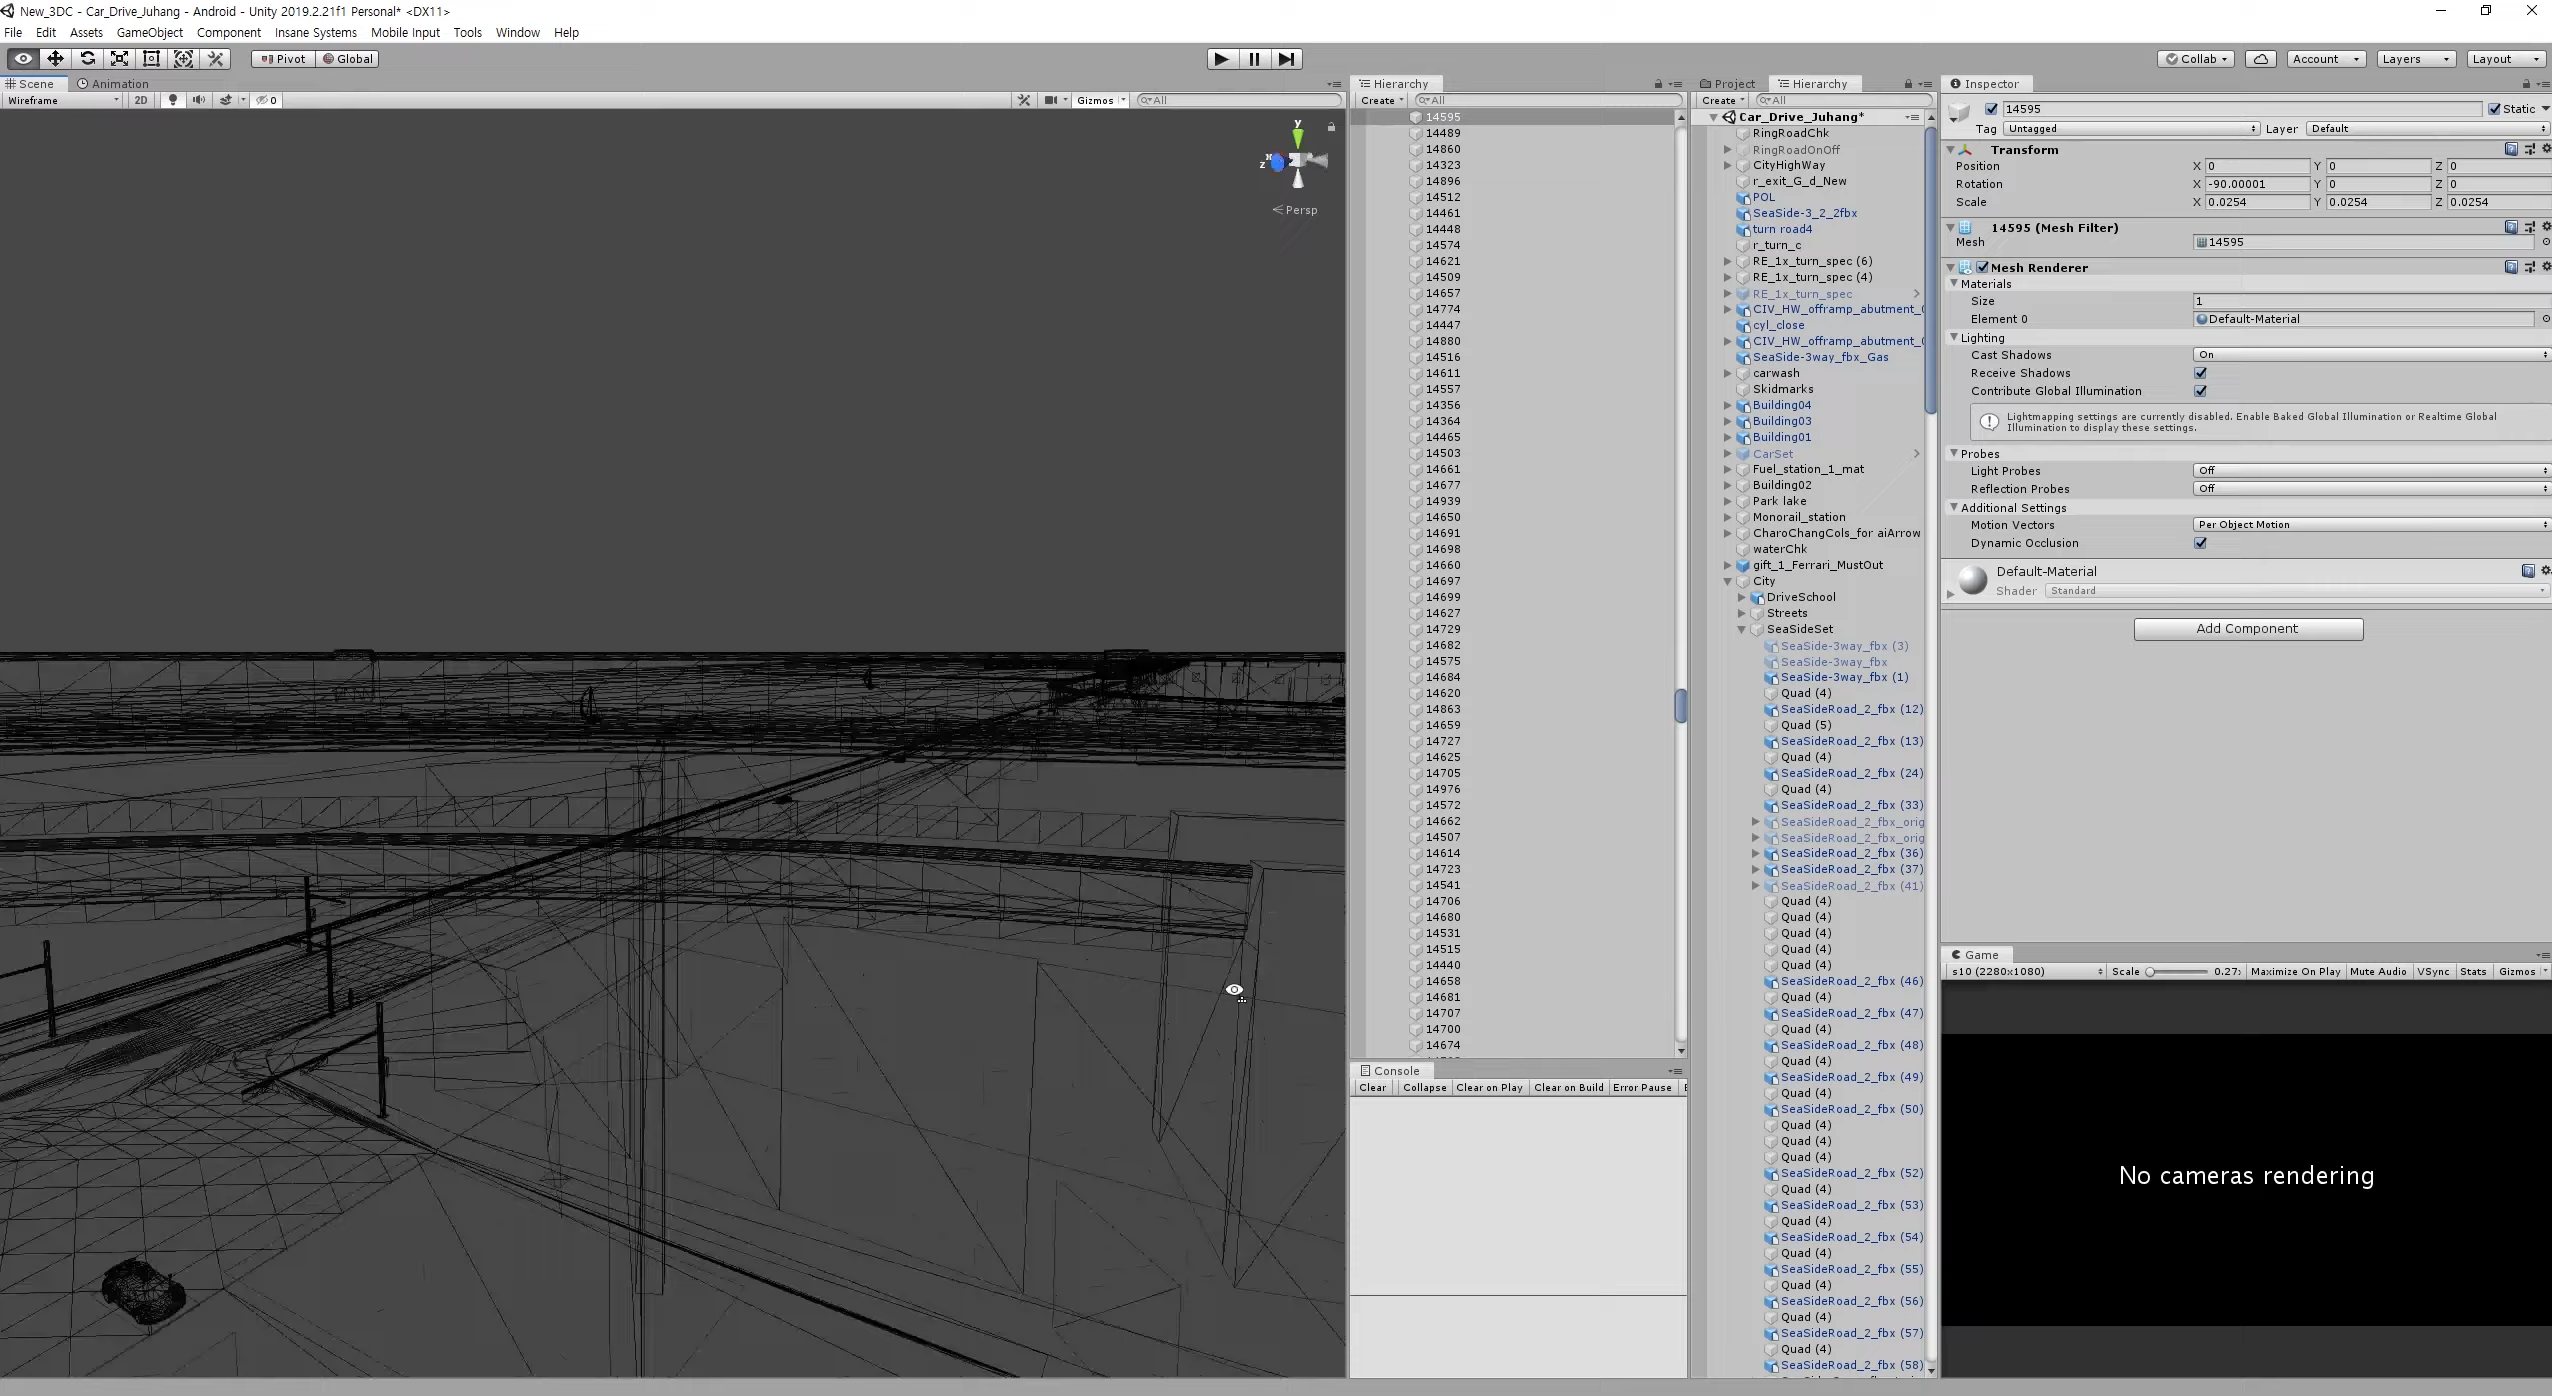 New_3DC - Car_Drive_Juhang - Android - Unity 2019.2.21f1 Personal* <DX11>
File Edit Assets GameObject Component Insane Systems Mobile Input Tools Window Help
Pivot Global Collab Account Layers Layout
Scene Animation
Wireframe 2D 0 Gizmos All
y
z
x
Persp
Hierarchy
Create All
14595
14489
14860
14323
14896
14512
14461
14448
14574
14621
14509
14657
14774
14447
14880
14516
14611
14557
14356
14364
14465
14503
14661
14677
14939
14650
14691
14698
14660
14697
14699
14627
14729
14682
14575
14684
14620
14863
14659
14727
14625
14705
14976
14572
14662
14507
14614
14723
14541
14706
14680
14531
14515
14440
14658
14681
14707
14700
14674
Console
Clear Collapse Clear on Play Clear on Build Error Pause
Project Hierarchy
Create All
Car_Drive_Juhang*
RingRoadChk
RingRoadOnOff
CityHighWay
r_exit_G_d_New
POL
SeaSide-3_2_2fbx
turn road4
r_turn_c
RE_1x_turn_spec (6)
RE_1x_turn_spec (4)
RE_1x_turn_spec
CIV_HW_offramp_abutment_
cyl_close
CIV_HW_offramp_abutment_
SeaSide-3way_fbx_Gas
carwash
Skidmarks
Building04
Building03
Building01
CarSet
Fuel_station_1_mat
Building02
Park lake
Monorail_station
CharoChangCols_for aiArrow
waterChk
gift_1_Ferrari_MustOut
City
DriveSchool
Streets
SeaSideSet
SeaSide-3way_fbx (3)
SeaSide-3way_fbx
SeaSide-3way_fbx (1)
Quad (4)
SeaSideRoad_2_fbx (12)
Quad (5)
SeaSideRoad_2_fbx (13)
Quad (4)
SeaSideRoad_2_fbx (24)
Quad (4)
SeaSideRoad_2_fbx (33)
SeaSideRoad_2_fbx_orig
SeaSideRoad_2_fbx_orig
SeaSideRoad_2_fbx (36)
SeaSideRoad_2_fbx (37)
SeaSideRoad_2_fbx (41)
Quad (4)
Quad (4)
Quad (4)
Quad (4)
Quad (4)
SeaSideRoad_2_fbx (46)
Quad (4)
SeaSideRoad_2_fbx (47)
Quad (4)
SeaSideRoad_2_fbx (48)
Quad (4)
SeaSideRoad_2_fbx (49)
Quad (4)
SeaSideRoad_2_fbx (50)
Quad (4)
Quad (4)
Quad (4)
SeaSideRoad_2_fbx (52)
Quad (4)
SeaSideRoad_2_fbx (53)
Quad (4)
SeaSideRoad_2_fbx (54)
Quad (4)
SeaSideRoad_2_fbx (55)
Quad (4)
SeaSideRoad_2_fbx (56)
Quad (4)
SeaSideRoad_2_fbx (57)
Quad (4)
SeaSideRoad_2_fbx (58)
Inspector
14595 Static
Tag Untagged Layer Default
Transform
Position X 0 Y 0 Z 0
Rotation X -90.00001 Y 0 Z 0
Scale X 0.0254 Y 0.0254 Z 0.0254
14595 (Mesh Filter)
Mesh 14595
Mesh Renderer
Materials
Size 1
Element 0 Default-Material
Lighting
Cast Shadows On
Receive Shadows
Contribute Global Illumination
Lightmapping settings are currently disabled. Enable Baked Global Illumination or Realtime Global
Illumination to display these settings.
Probes
Light Probes Off
Reflection Probes Off
Additional Settings
Motion Vectors Per Object Motion
Dynamic Occlusion
Default-Material
Shader Standard
Add Component
Game
s10 (2280x1080) Scale 0.27 Maximize On Play Mute Audio VSync Stats Gizmos
No cameras rendering